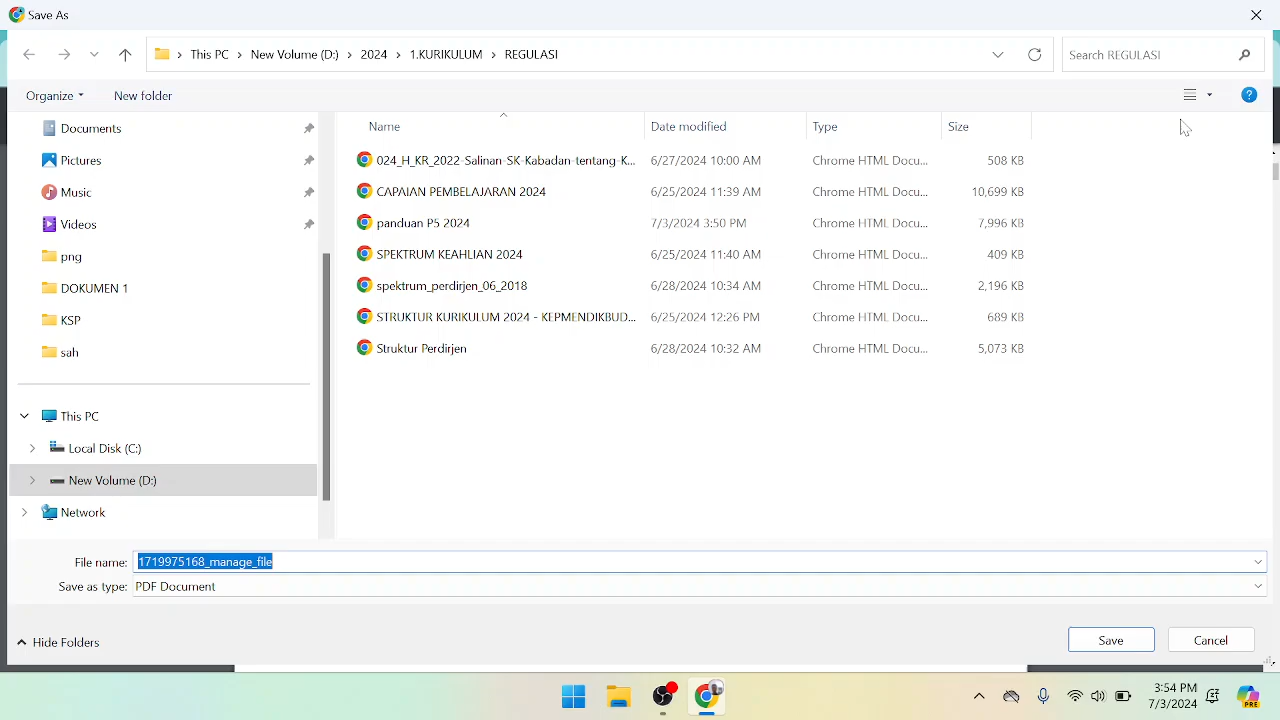 Save As
This PC > New Volume (D:) > 2024 > 1.KURIKULUM > REGULASI
Search REGULASI
Organize
New folder
Documents
Pictures
Music
Videos
png
DOKUMEN 1
KSP
sah
This PC
Local Disk (C:)
New Volume (D:)
Network
Name Date modified Type Size
024_H_KR_2022-Salinan-SK-Kabadan-tentang-K... 6/27/2024 10:00 AM Chrome HTML Docu... 508 KB
CAPAIAN PEMBELAJARAN 2024 6/25/2024 11:39 AM Chrome HTML Docu... 10,699 KB
panduan P5 2024 7/3/2024 3:50 PM Chrome HTML Docu... 7,996 KB
SPEKTRUM KEAHLIAN 2024 6/25/2024 11:40 AM Chrome HTML Docu... 409 KB
spektrum_perdirjen_06_2018 6/28/2024 10:34 AM Chrome HTML Docu... 2,196 KB
STRUKTUR KURIKULUM 2024 - KEPMENDIKBUD... 6/25/2024 12:26 PM Chrome HTML Docu... 689 KB
Struktur Perdirjen 6/28/2024 10:32 AM Chrome HTML Docu... 5,073 KB
File name: 1719975168_manage_file
Save as type: PDF Document
Hide Folders
Save
Cancel
3:54 PM
7/3/2024
PRE